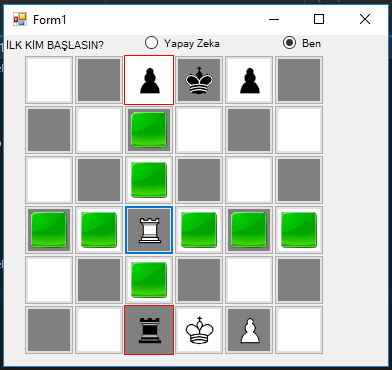 Form1
İLK KİM BAŞLASIN?
Yapay Zeka
Ben